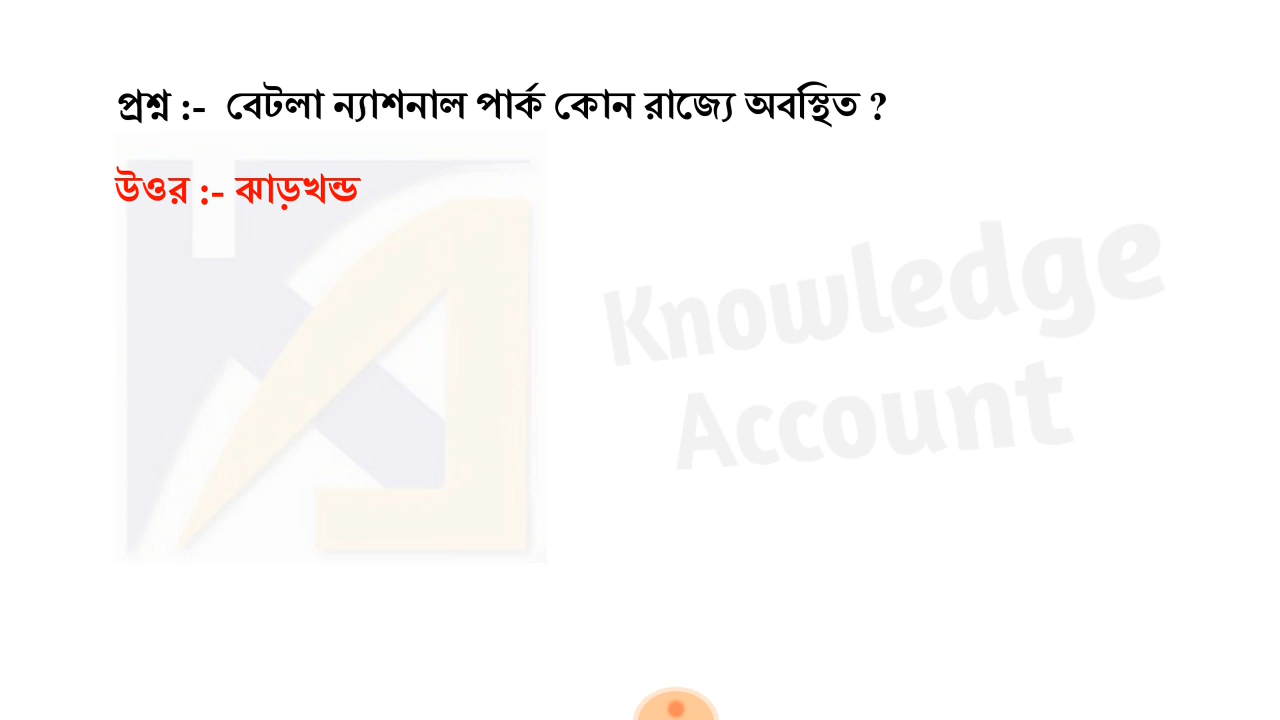 প্রশ্ন :- বেটলা ন্যাশনাল পার্ক কোন রাজ্যে অবস্থিত ?
উওর :- ঝাড়খন্ড
Knowledge
Account